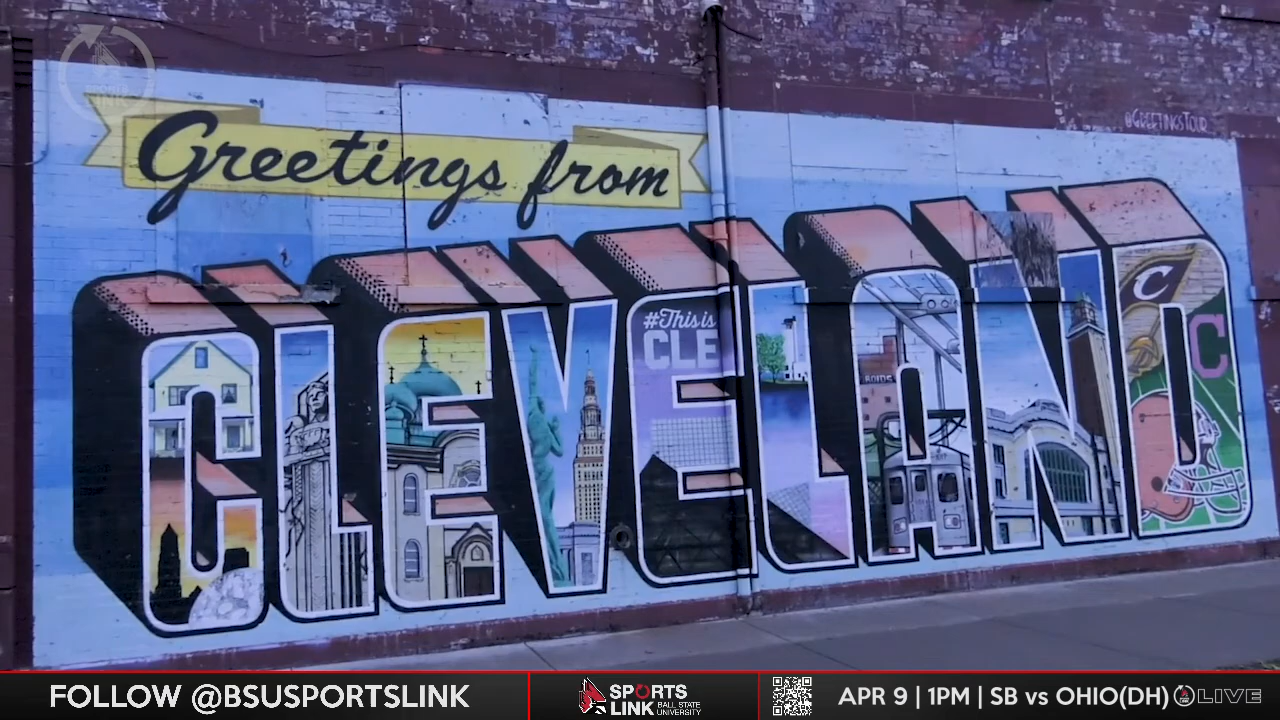 @GREETINGSTOUR
Greetings from
CLEVELAND
#This is
CLE
C
C
FOLLOW @BSUSPORTSLINK
SPORTS
LINK
BALL STATE
UNIVERSITY
APR 9 | 1PM | SB vs OHIO(DH)
LIVE